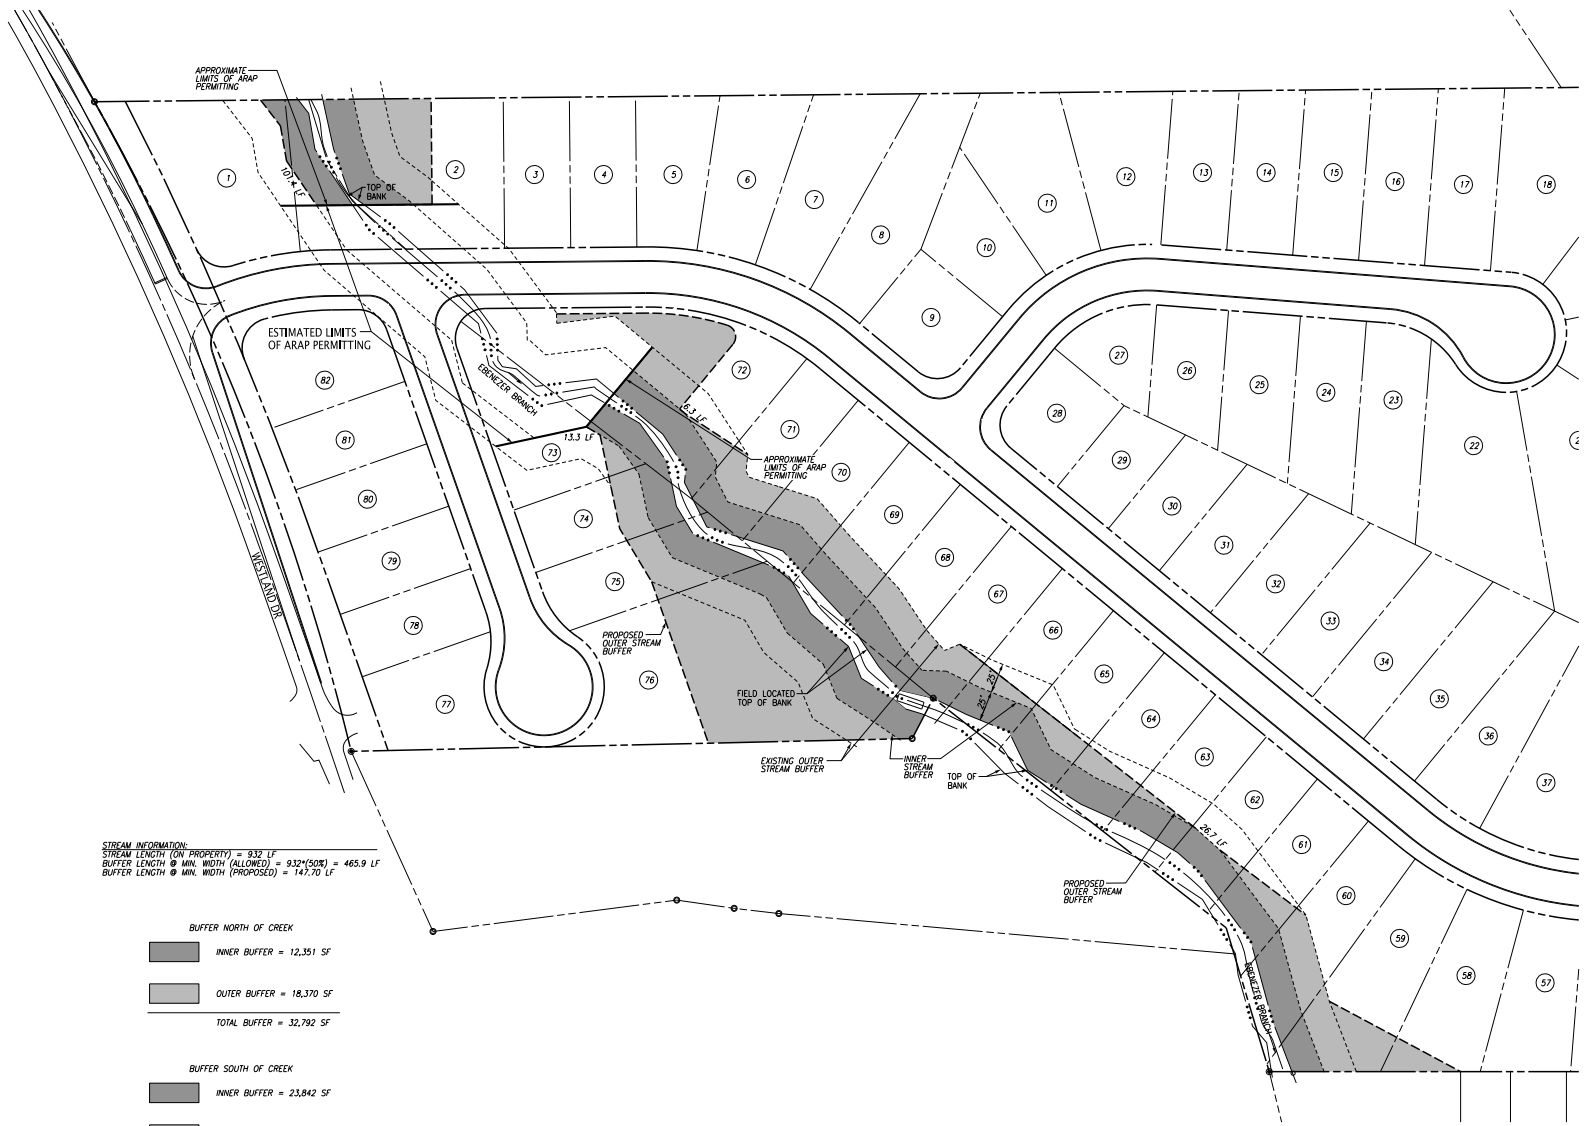 APPROXIMATE
LIMITS OF ARAP
PERMITTING
107.4 LF
TOP OF
BANK
1
2
3
4
5
6
7
8
9
10
11
12
13
14
15
16
17
18
ESTIMATED LIMITS
OF ARAP PERMITTING
EBENEZER BRANCH
13.3 LF
6.3 LF
APPROXIMATE
LIMITS OF ARAP
PERMITTING
82
81
80
79
78
77
73
74
75
76
72
71
70
69
68
67
66
65
64
63
62
61
60
59
58
57
27
26
25
24
23
22
28
29
30
31
32
33
34
35
36
37
WESTLAND DR
PROPOSED
OUTER STREAM
BUFFER
FIELD LOCATED
TOP OF BANK
25'
25'
EXISTING OUTER
STREAM BUFFER
INNER
STREAM
BUFFER
TOP OF
BANK
26.7 LF
PROPOSED
OUTER STREAM
BUFFER
EBENEZER BRANCH
STREAM INFORMATION:
STREAM LENGTH (ON PROPERTY) = 932 LF
BUFFER LENGTH @ MIN. WIDTH (ALLOWED) = 932*(50%) = 465.9 LF
BUFFER LENGTH @ MIN. WIDTH (PROPOSED) = 147.70 LF
BUFFER NORTH OF CREEK
INNER BUFFER = 12,351 SF
OUTER BUFFER = 18,370 SF
TOTAL BUFFER = 32,792 SF
BUFFER SOUTH OF CREEK
INNER BUFFER = 23,842 SF